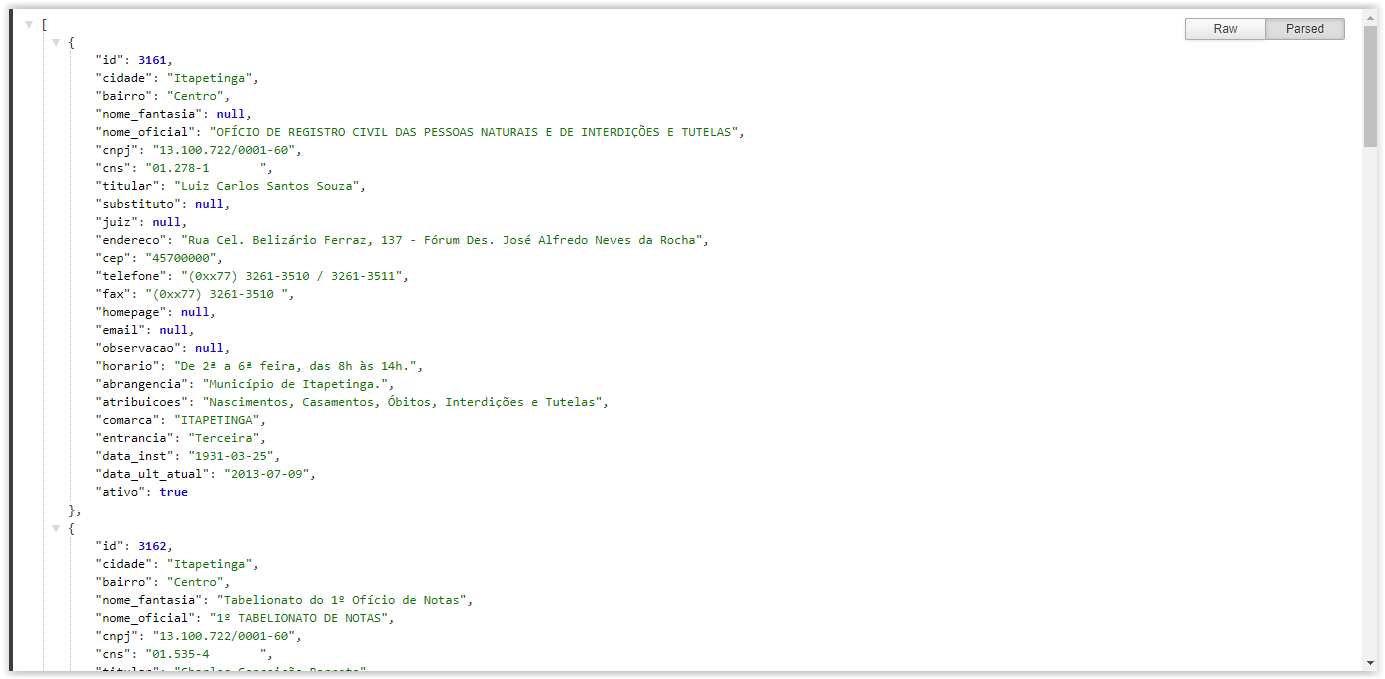 Raw Parsed
[
{
"id": 3161,
"cidade": "Itapetinga",
"bairro": "Centro",
"nome_fantasia": null,
"nome_oficial": "OFÍCIO DE REGISTRO CIVIL DAS PESSOAS NATURAIS E DE INTERDIÇÕES E TUTELAS",
"cnpj": "13.100.722/0001-60",
"cns": "01.278-1       ",
"titular": "Luiz Carlos Santos Souza",
"substituto": null,
"juiz": null,
"endereco": "Rua Cel. Belizário Ferraz, 137 - Fórum Des. José Alfredo Neves da Rocha",
"cep": "45700000",
"telefone": "(0xx77) 3261-3510 / 3261-3511",
"fax": "(0xx77) 3261-3510 ",
"homepage": null,
"email": null,
"observacao": null,
"horario": "De 2ª a 6ª feira, das 8h às 14h.",
"abrangencia": "Município de Itapetinga.",
"atribuicoes": "Nascimentos, Casamentos, Óbitos, Interdições e Tutelas",
"comarca": "ITAPETINGA",
"entrancia": "Terceira",
"data_inst": "1931-03-25",
"data_ult_atual": "2013-07-09",
"ativo": true
},
{
"id": 3162,
"cidade": "Itapetinga",
"bairro": "Centro",
"nome_fantasia": "Tabelionato do 1º Ofício de Notas",
"nome_oficial": "1º TABELIONATO DE NOTAS",
"cnpj": "13.100.722/0001-60",
"cns": "01.535-4       ",
"titular": "Charles Conceição Barreto",